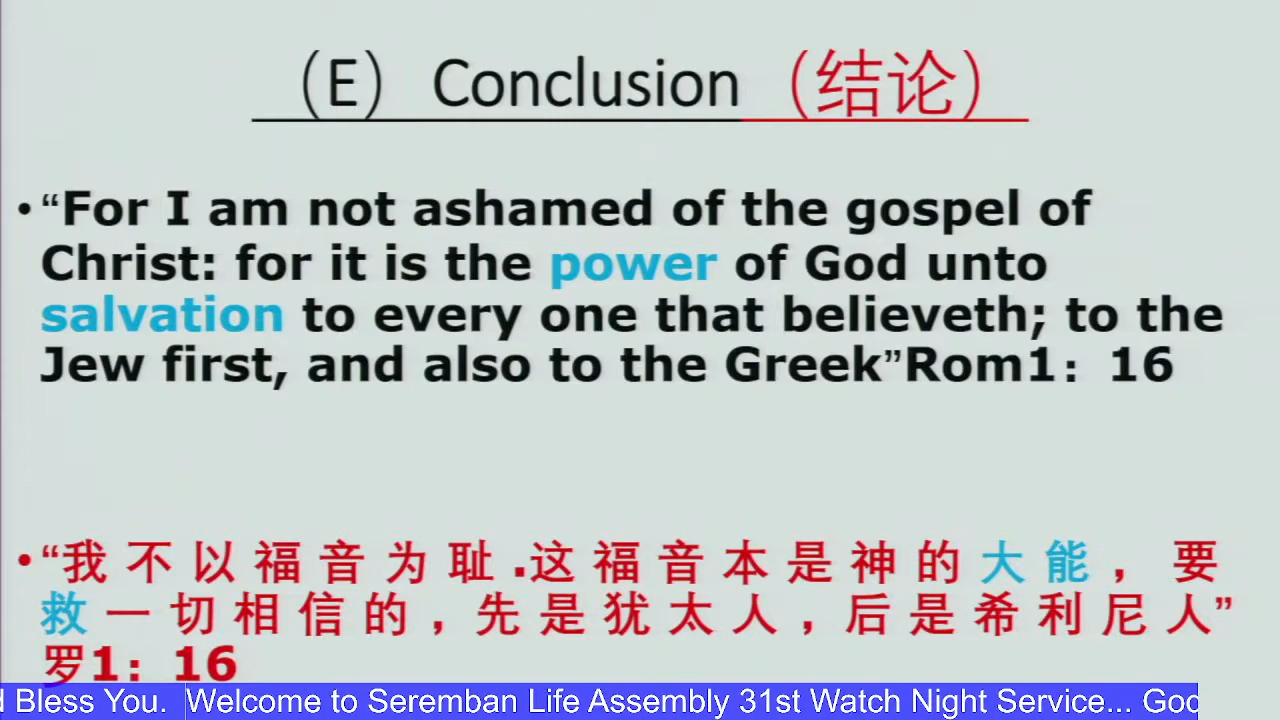 （E） Conclusion （结论）
• “For I am not ashamed of the gospel of
Christ: for it is the power of God unto
salvation to every one that believeth; to the
Jew first, and also to the Greek”Rom1：16
• “我不以福音为耻.这福音本是神的大能，要
救一切相信的，先是犹太人，后是希利尼人”
罗1：16
d Bless You. Welcome to Seremban Life Assembly 31st Watch Night Service... Goo